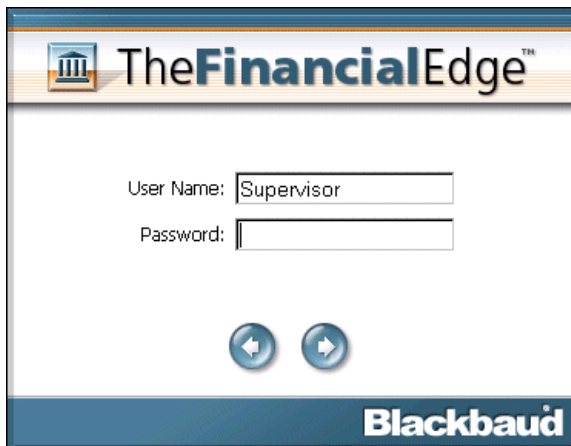 TheFinancialEdge™
User Name: Supervisor
Password:
Blackbaud